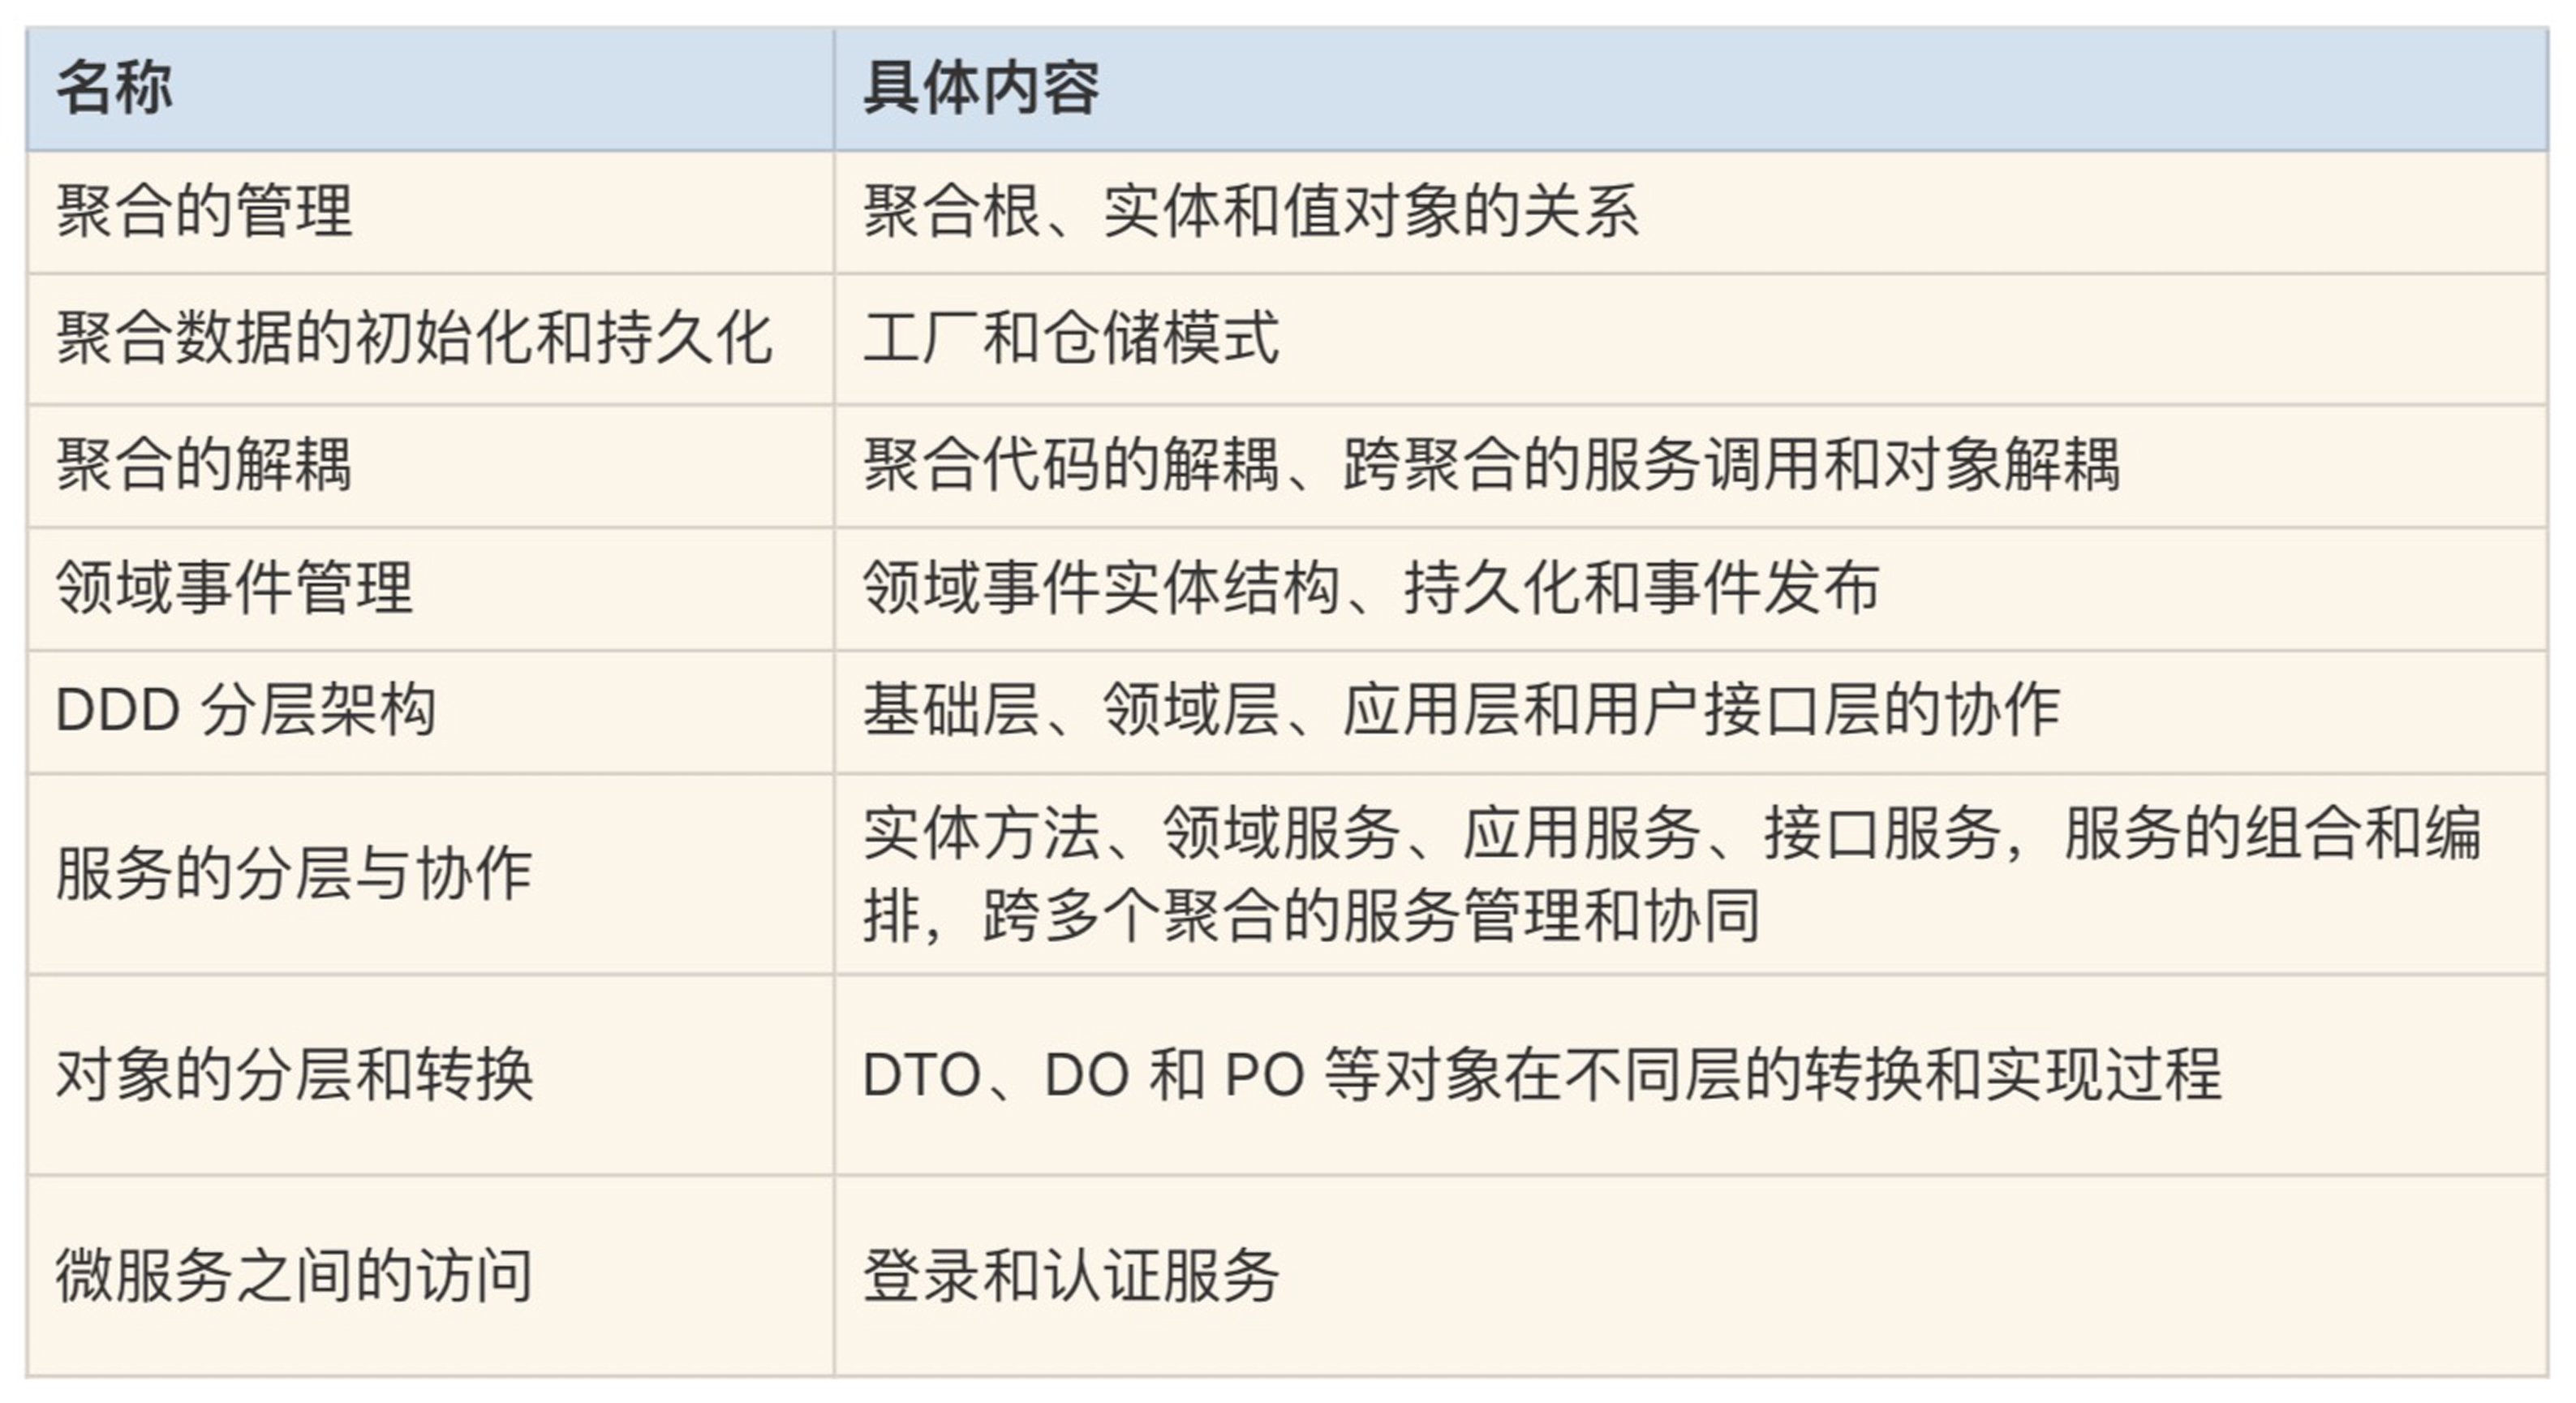 名称
具体内容
聚合的管理
聚合根、实体和值对象的关系
聚合数据的初始化和持久化
工厂和仓储模式
聚合的解耦
聚合代码的解耦、跨聚合的服务调用和对象解耦
领域事件管理
领域事件实体结构、持久化和事件发布
DDD 分层架构
基础层、领域层、应用层和用户接口层的协作
服务的分层与协作
实体方法、领域服务、应用服务、接口服务，服务的组合和编
排，跨多个聚合的服务管理和协同
对象的分层和转换
DTO、DO 和 PO 等对象在不同层的转换和实现过程
微服务之间的访问
登录和认证服务